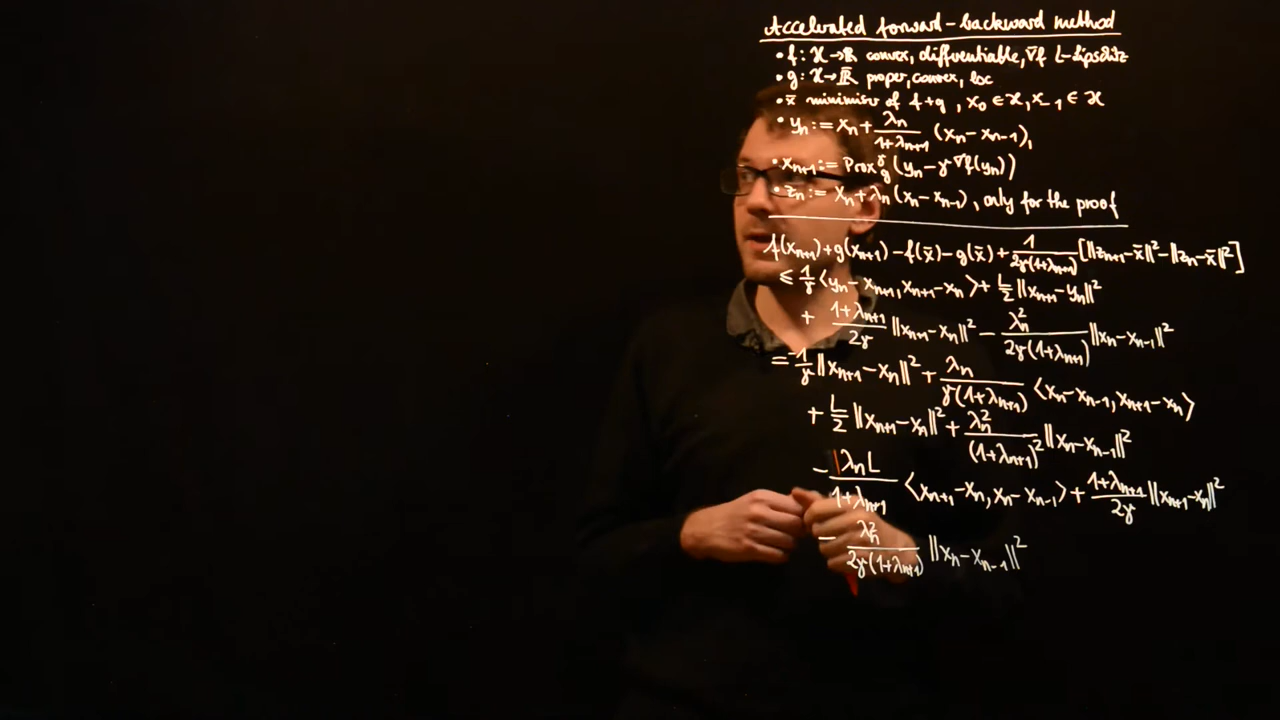 Accelerated forward-backward method
• f: X → ℝ convex, differentiable, ∇f L-Lipschitz
• g: X → ℝ̄ proper, convex, lsc
• x̄ minimiser of f+g, x₀ ∈ X, x₋₁ ∈ X
• yₙ := xₙ + λₙ/(1+λₙ₊₁) (xₙ - xₙ₋₁),
• xₙ₊₁ := Prox_g^γ (yₙ - γ∇f(yₙ))
• zₙ := xₙ + λₙ(xₙ - xₙ₋₁), only for the proof
f(xₙ₊₁) + g(xₙ₊₁) - f(x̄) - g(x̄) + 1/(2γ(1+λₙ₊₁)) [‖zₙ₊₁ - x̄‖² - ‖zₙ - x̄‖²]
≤ 1/γ ⟨yₙ - xₙ₊₁, xₙ₊₁ - xₙ⟩ + L/2 ‖xₙ₊₁ - yₙ‖²
+ (1+λₙ₊₁)/(2γ) ‖xₙ₊₁ - xₙ‖² - λₙ²/(2γ(1+λₙ₊₁)) ‖xₙ - xₙ₋₁‖²
= -1/γ ‖xₙ₊₁ - xₙ‖² + λₙ/(γ(1+λₙ₊₁)) ⟨xₙ - xₙ₋₁, xₙ₊₁ - xₙ⟩
+ L/2 ‖xₙ₊₁ - xₙ‖² + λₙ²/(1+λₙ₊₁)² ‖xₙ - xₙ₋₁‖²
- λₙL/(1+λₙ₊₁) ⟨xₙ₊₁ - xₙ, xₙ - xₙ₋₁⟩ + (1+λₙ₊₁)/(2γ) ‖xₙ₊₁ - xₙ‖²
- λₙ²/(2γ(1+λₙ₊₁)) ‖xₙ - xₙ₋₁‖²